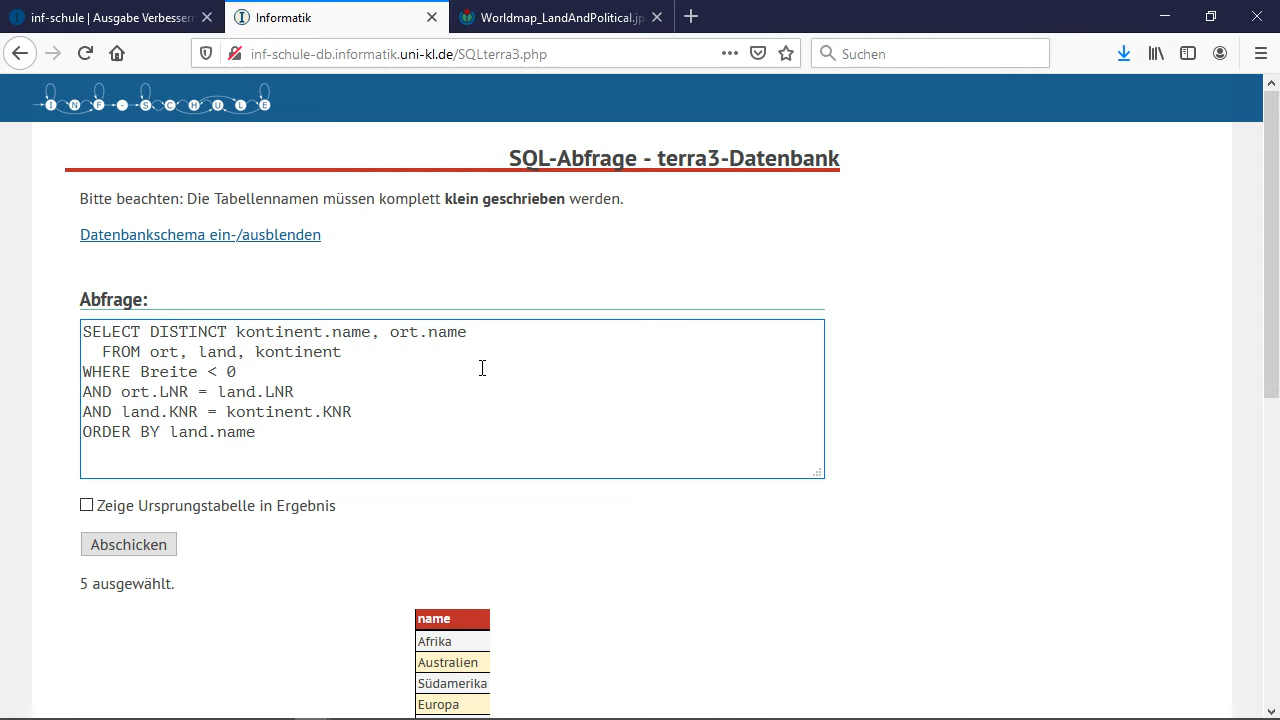 inf-schule | Ausgabe Verbesser
Informatik
Worldmap_LandAndPolitical.jp
inf-schule-db.informatik.uni-kl.de/SQLterra3.php
Suchen
INF-SCHULE
SQL-Abfrage - terra3-Datenbank
Bitte beachten: Die Tabellennamen müssen komplett klein geschrieben werden.
Datenbankschema ein-/ausblenden
Abfrage:
SELECT DISTINCT kontinent.name, ort.name
FROM ort, land, kontinent
WHERE Breite < 0
AND ort.LNR = land.LNR
AND land.KNR = kontinent.KNR
ORDER BY land.name
Zeige Ursprungstabelle in Ergebnis
Abschicken
5 ausgewählt.
name
Afrika
Australien
Südamerika
Europa